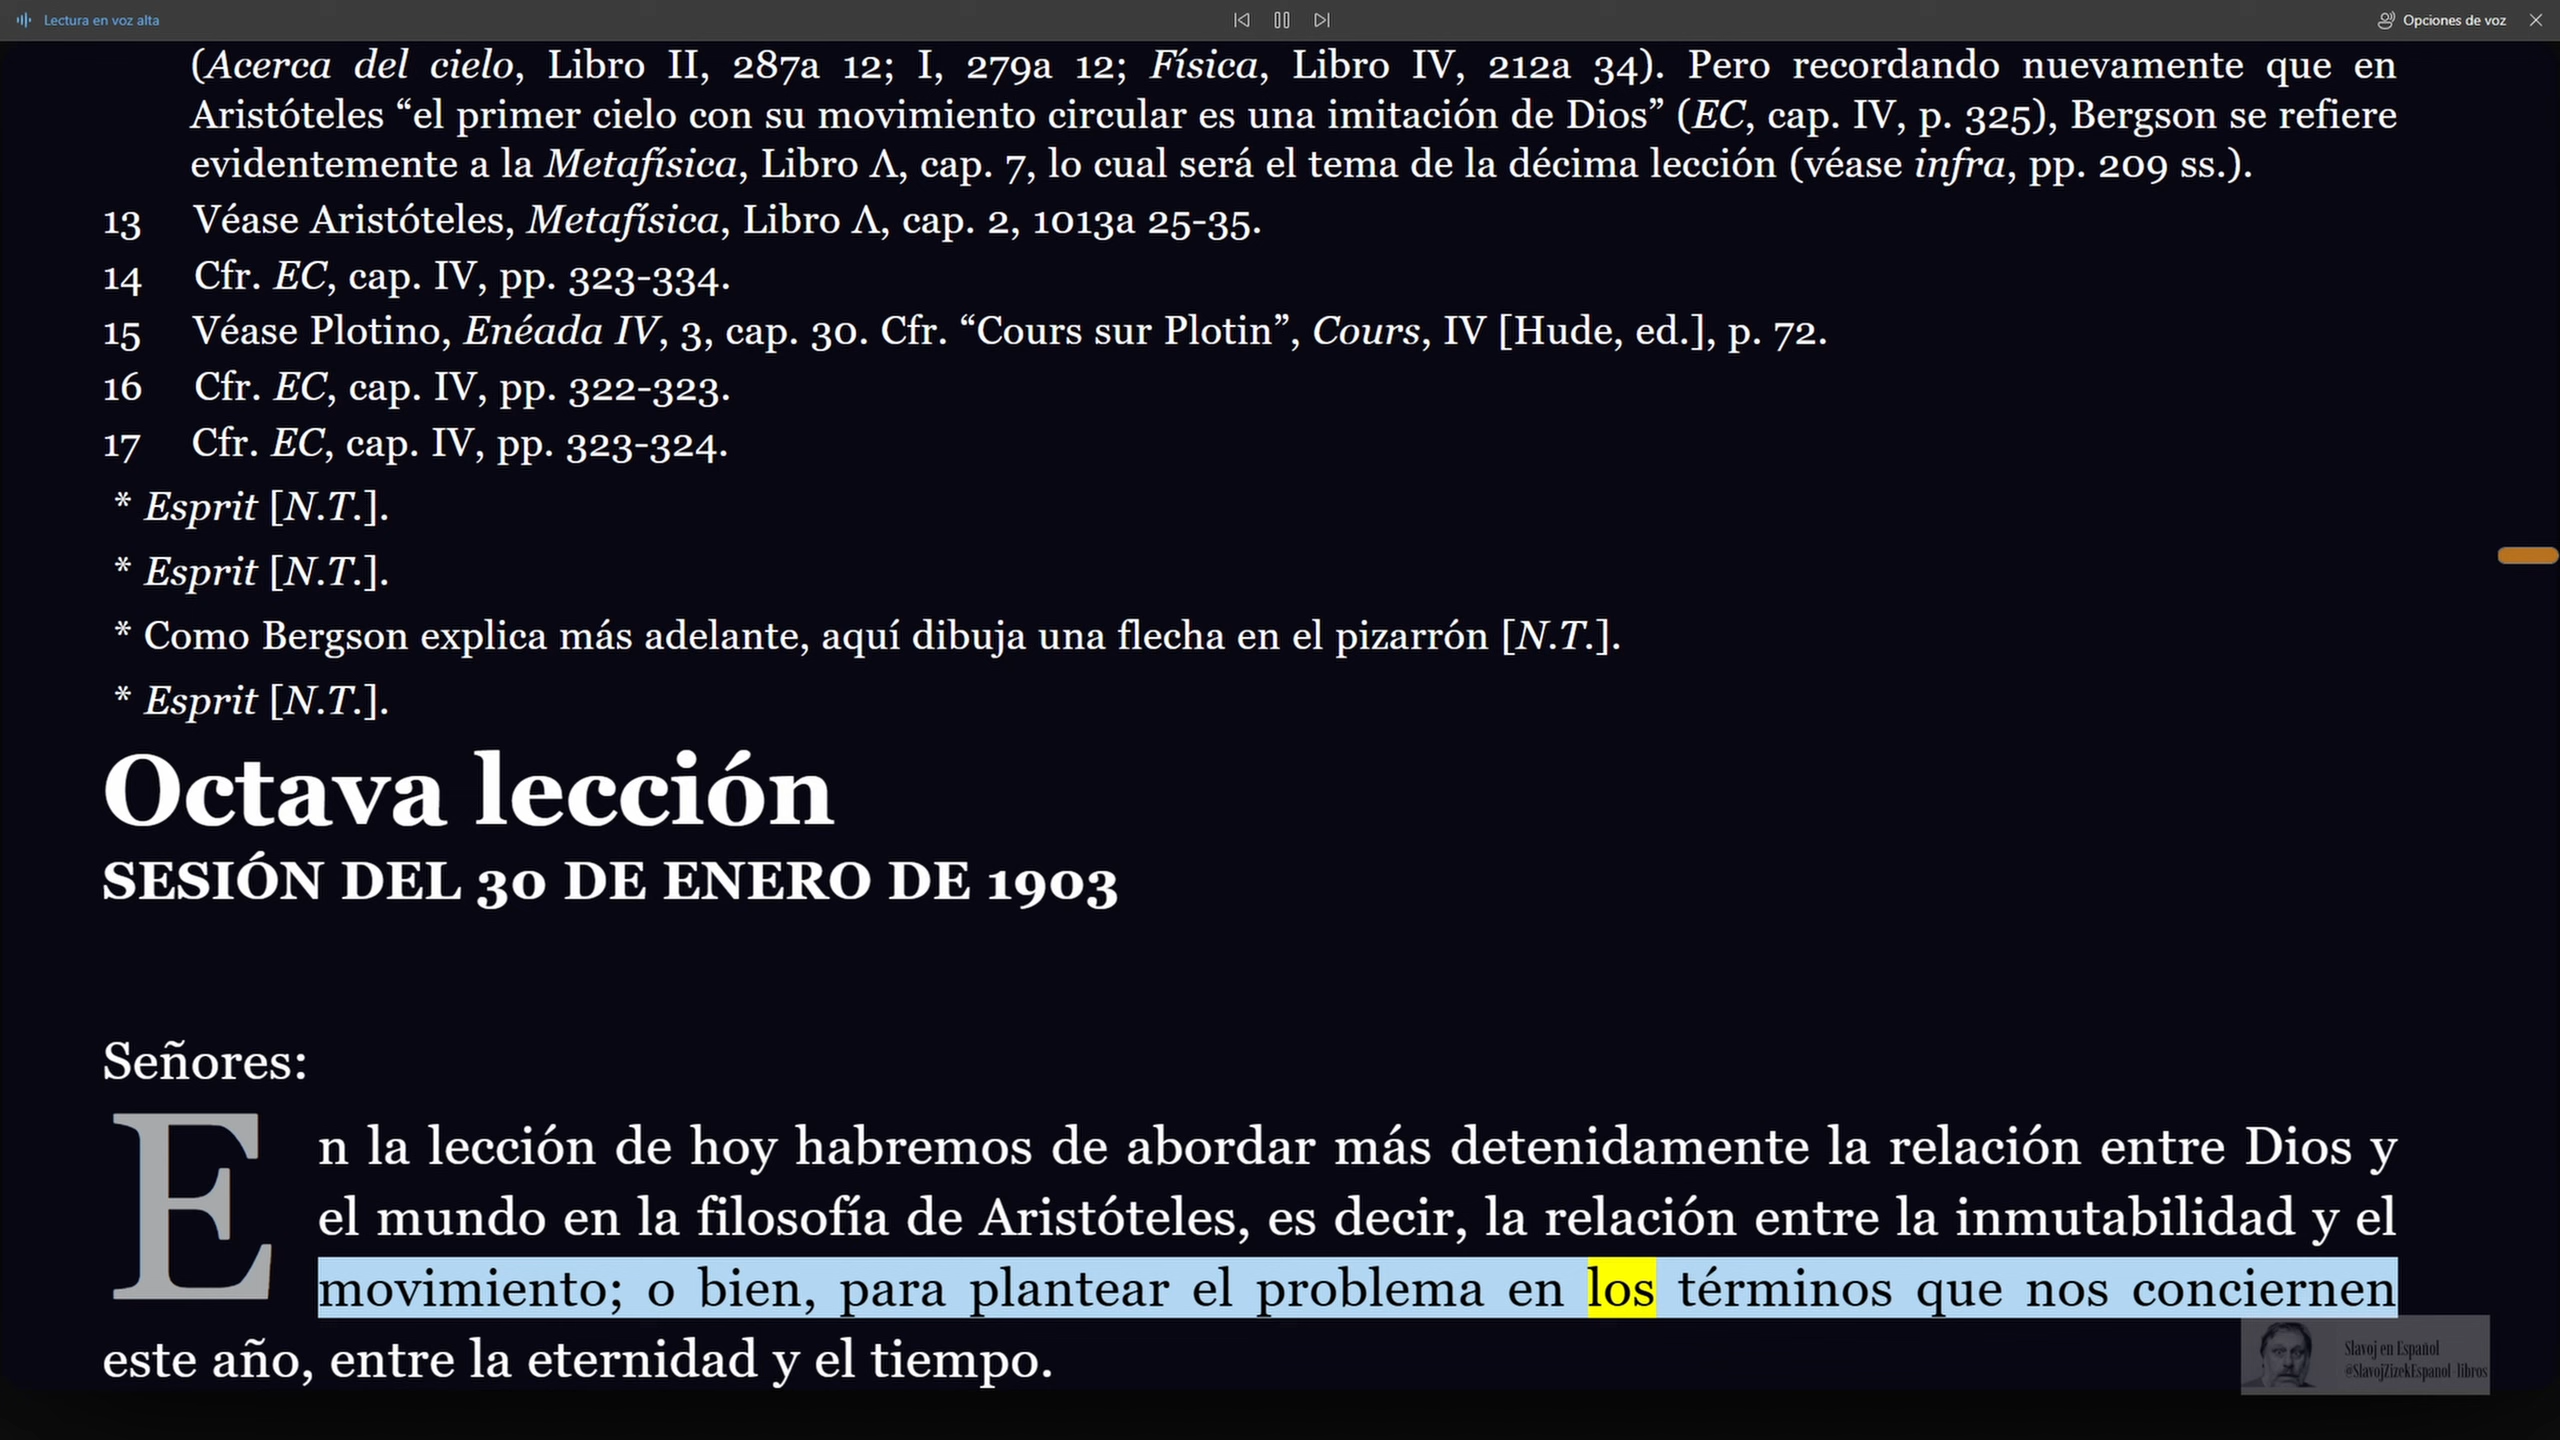 Lectura en voz alta
Opciones de voz
(Acerca del cielo, Libro II, 287a 12; I, 279a 12; Física, Libro IV, 212a 34). Pero recordando nuevamente que en
Aristóteles “el primer cielo con su movimiento circular es una imitación de Dios” (EC, cap. IV, p. 325), Bergson se refiere
evidentemente a la Metafísica, Libro Λ, cap. 7, lo cual será el tema de la décima lección (véase infra, pp. 209 ss.).
13 Véase Aristóteles, Metafísica, Libro Λ, cap. 2, 1013a 25-35.
14 Cfr. EC, cap. IV, pp. 323-334.
15 Véase Plotino, Enéada IV, 3, cap. 30. Cfr. “Cours sur Plotin”, Cours, IV [Hude, ed.], p. 72.
16 Cfr. EC, cap. IV, pp. 322-323.
17 Cfr. EC, cap. IV, pp. 323-324.
* Esprit [N.T.].
* Esprit [N.T.].
* Como Bergson explica más adelante, aquí dibuja una flecha en el pizarrón [N.T.].
* Esprit [N.T.].
Octava lección
SESIÓN DEL 30 DE ENERO DE 1903
Señores:
En la lección de hoy habremos de abordar más detenidamente la relación entre Dios y
el mundo en la filosofía de Aristóteles, es decir, la relación entre la inmutabilidad y el
movimiento; o bien, para plantear el problema en los términos que nos conciernen
este año, entre la eternidad y el tiempo.
Slavoj en Español
@SlavojZizekEspanol-libros